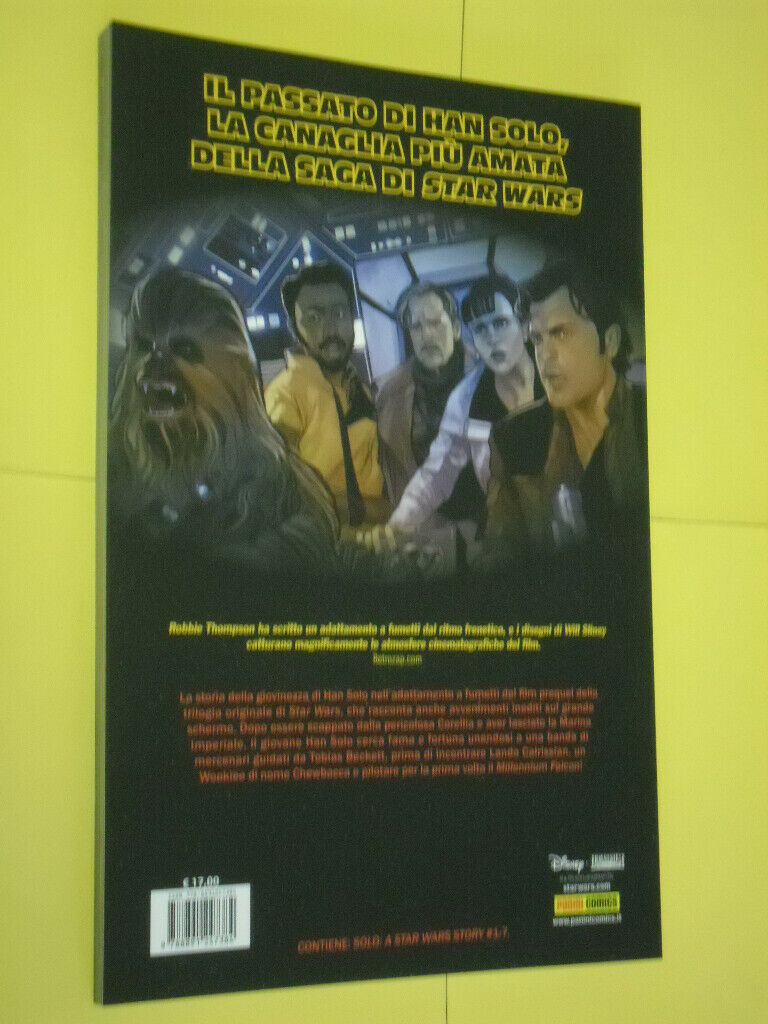 IL PASSATO DI HAN SOLO,
LA CANAGLIA PIÙ AMATA
DELLA SAGA DI STAR WARS
Robbie Thompson ha scritto un adattamento a fumetti dal ritmo frenetico, e i disegni di Will Sliney
catturano magnificamente le atmosfere cinematografiche del film.
La storia della giovinezza di Han Solo nell'adattamento a fumetti del film prequel della
trilogia originale di Star Wars, che racconta anche avvenimenti inediti sul grande
schermo. Dopo essere scappato dalla pericolosa Corellia e aver lasciato la Marina
Imperiale, il giovane Han Solo cerca fama e fortuna unendosi a una banda di
mercenari guidati da Tobias Beckett, prima di incontrare Lando Calrissian, un
Wookiee di nome Chewbacca e pilotare per la prima volta il Millennium Falcon!
€ 17,00
Disney
starwars.com
PANINI COMICS
www.paninicomics.it
CONTIENE: SOLO: A STAR WARS STORY #1-7.